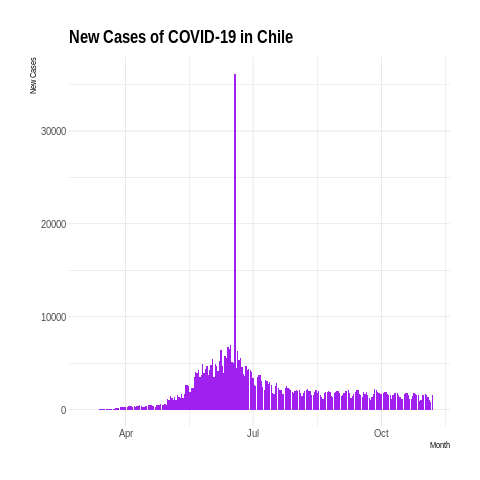 New Cases of COVID-19 in Chile
New Cases
30000
20000
10000
0
Apr Jul Oct
Month